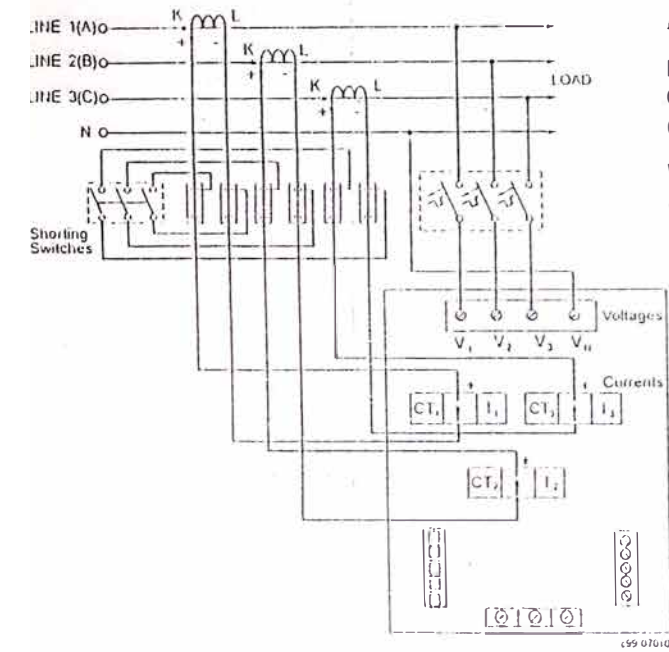 K L
LINE 1(A)
+ -
K L
LINE 2(B)
+ -
LOAD
K L
LINE 3(C)
+ -
N
Shorting
Switches
Voltages
V₁ V₂ V₃ Vₙ
Currents
+ +
CT₁ I₁ CT₃ I₃
+
CT₂ I₂